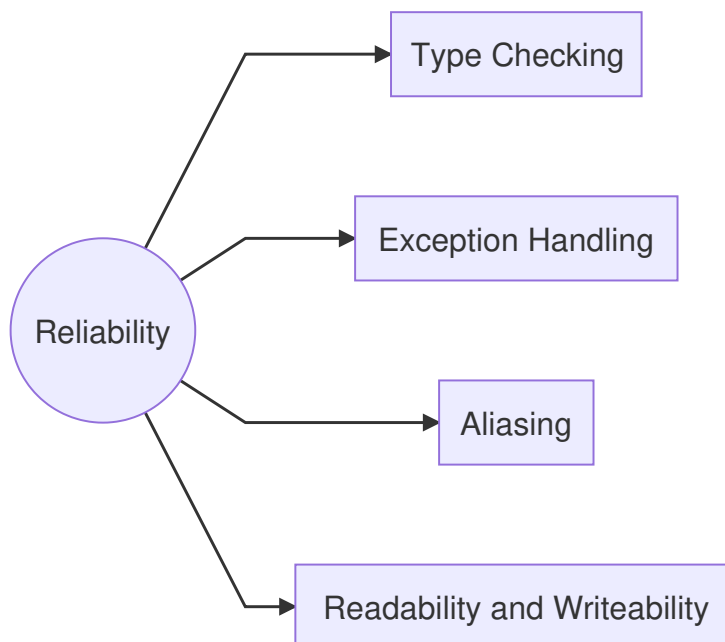 Type Checking
Exception Handling
Reliability
Aliasing
Readability and Writeability